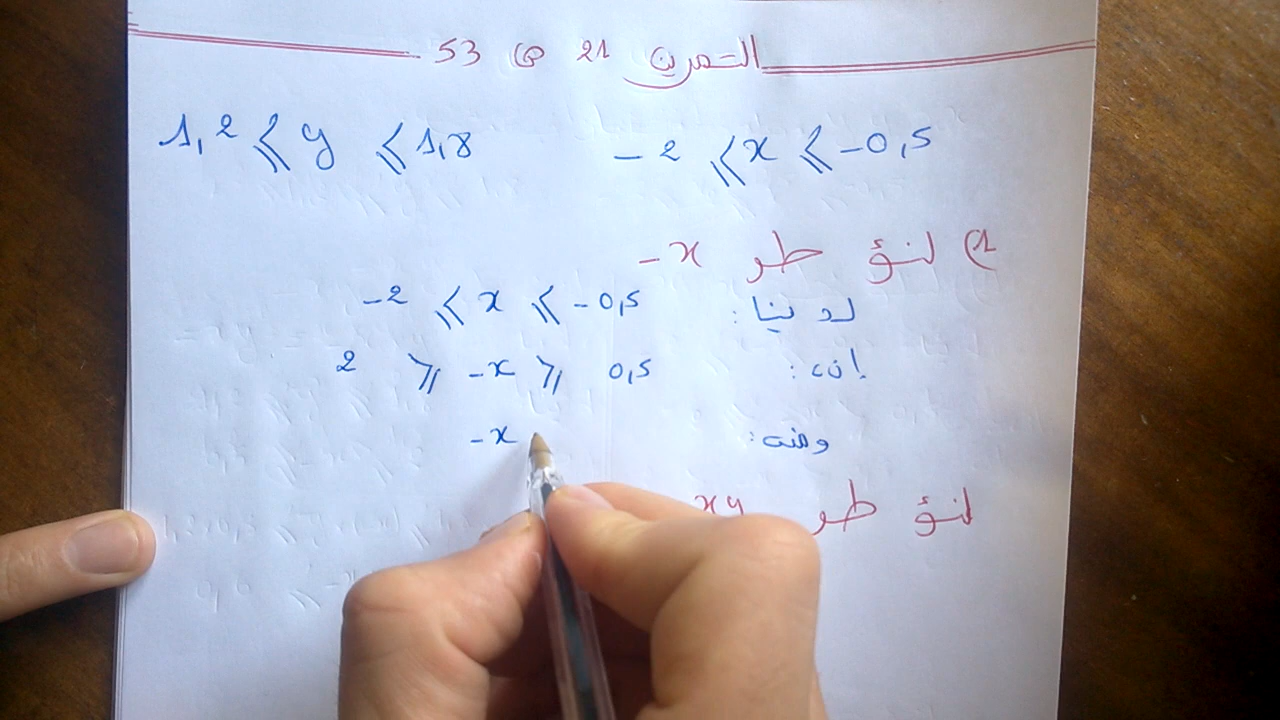 التمرين 21 ص 53
1,2 ⩽ y ⩽ 1,8    -2 ⩽ x ⩽ -0,5
1) لنؤطر -x
لدينا: -2 ⩽ x ⩽ -0,5
إذن: 2 ⩾ -x ⩾ 0,5
ومنه: -x
لنؤطر xy